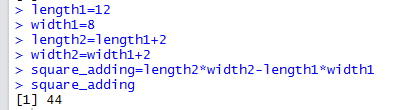 > length1=12
> width1=8
> length2=length1+2
> width2=width1+2
> square_adding=length2*width2-length1*width1
> square_adding
[1] 44